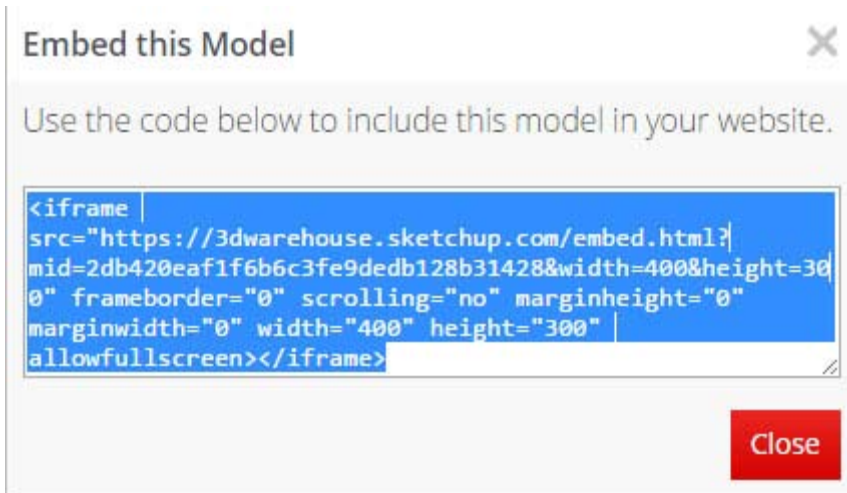 Embed this Model
Use the code below to include this model in your website.
<iframe
src="https://3dwarehouse.sketchup.com/embed.html?
mid=2db420eaf1f6b6c3fe9dedb128b31428&width=400&height=30
0" frameborder="0" scrolling="no" marginheight="0"
marginwidth="0" width="400" height="300"
allowfullscreen></iframe>
Close